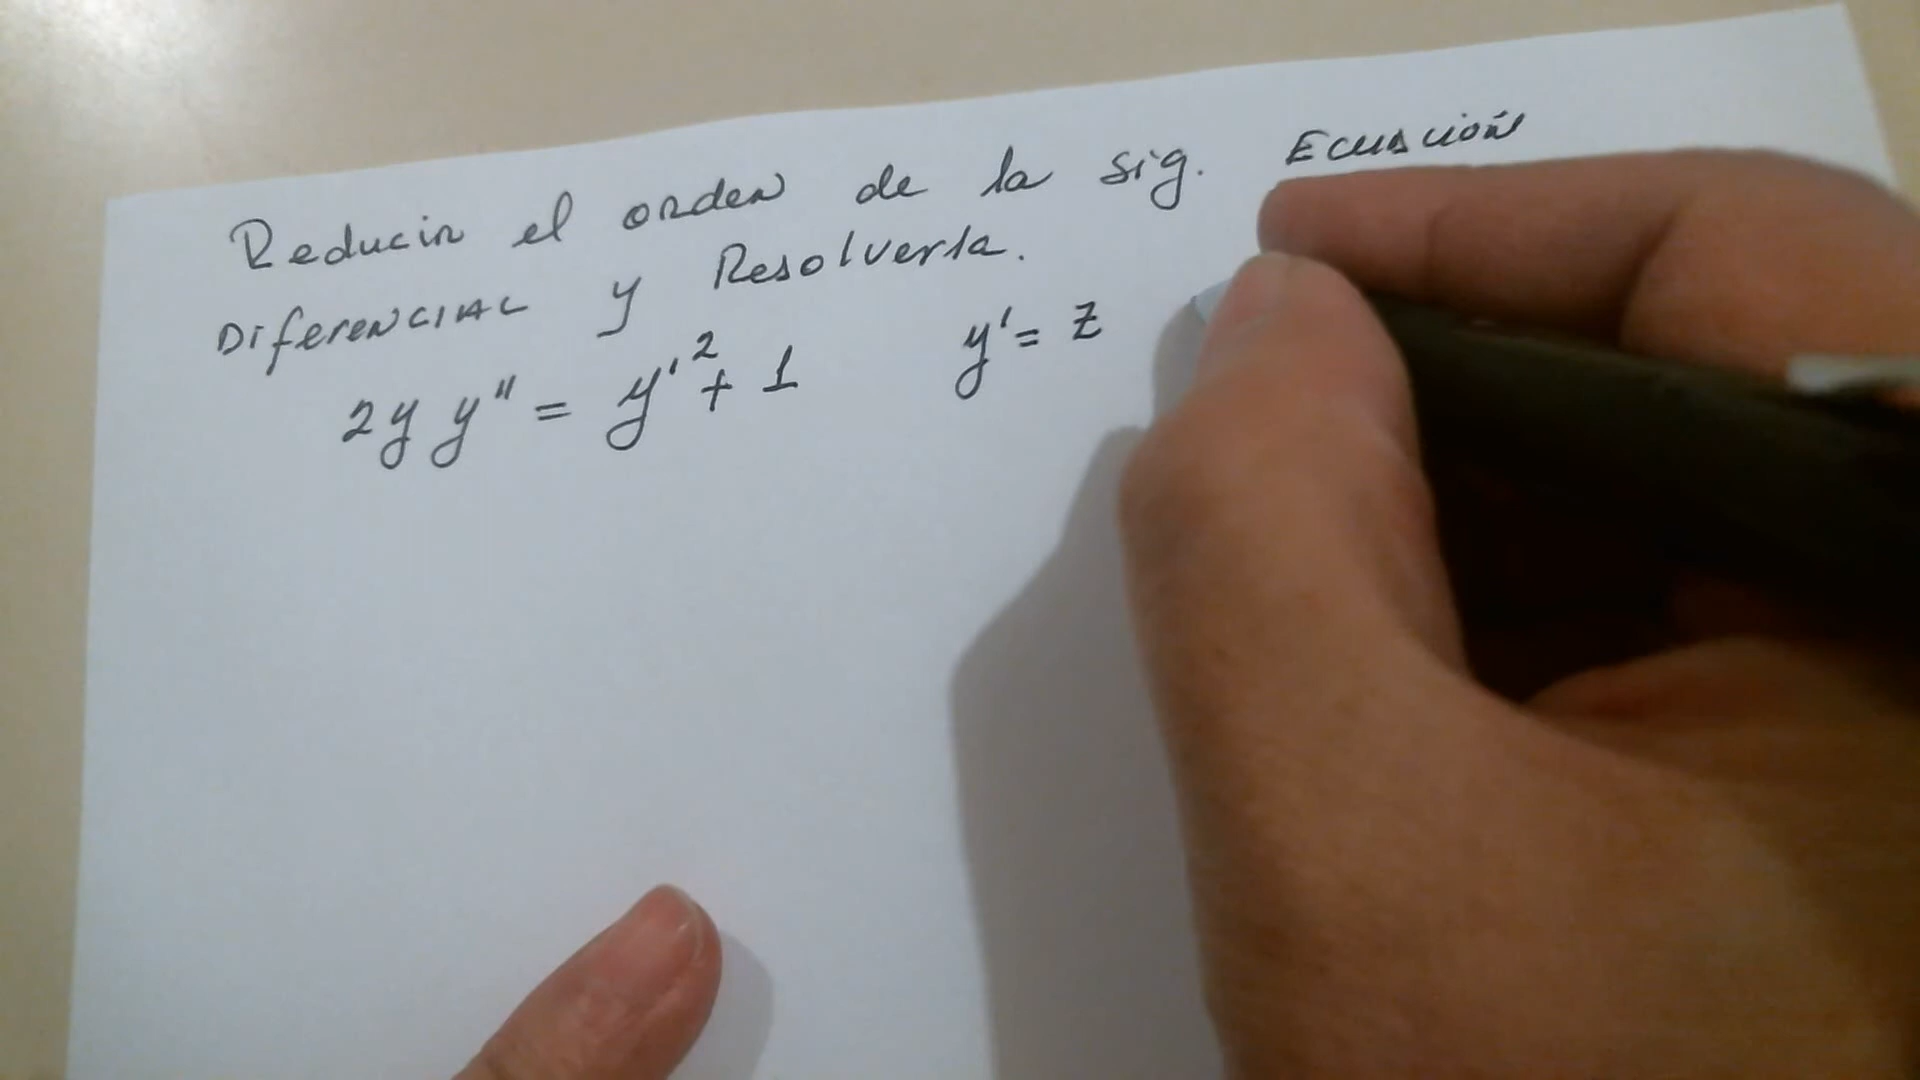 Reducir el orden de la sig. Ecuación
Diferencial y Resolverla.
2y y'' = y'² + 1 y' = z